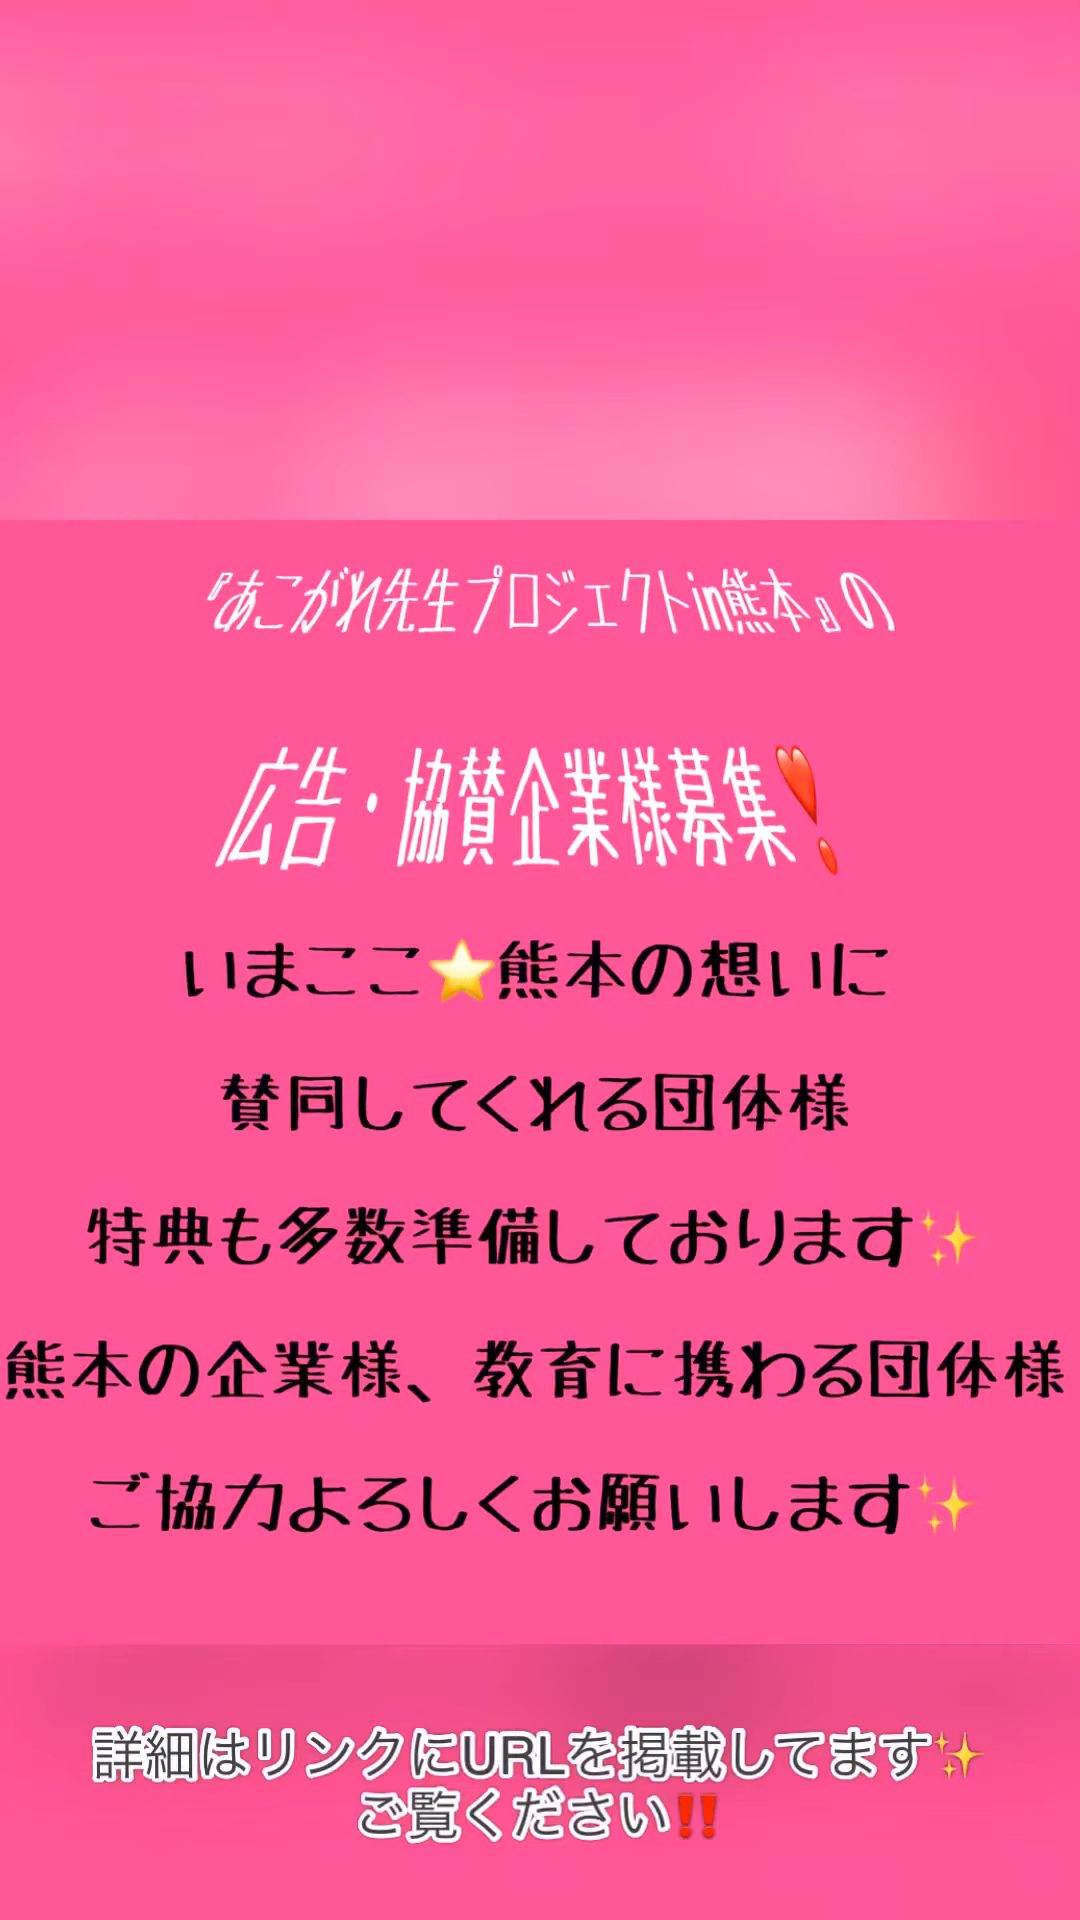 『あこがれ先生プロジェクトin熊本』の
広告・協賛企業様募集❣️
いまここ⭐熊本の想いに
賛同してくれる団体様
特典も多数準備しております✨
熊本の企業様、教育に携わる団体様
ご協力よろしくお願いします✨
詳細はリンクにURLを掲載してます✨
ご覧ください‼️